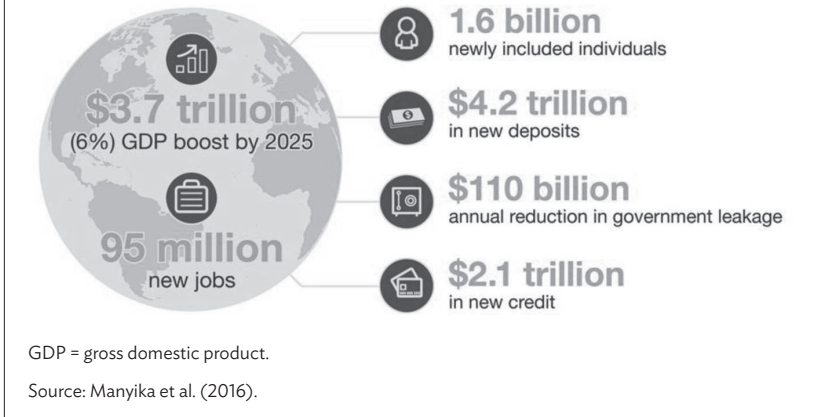 $3.7 trillion
(6%) GDP boost by 2025
95 million
new jobs
1.6 billion
newly included individuals
$4.2 trillion
in new deposits
$110 billion
annual reduction in government leakage
$2.1 trillion
in new credit
GDP = gross domestic product.
Source: Manyika et al. (2016).